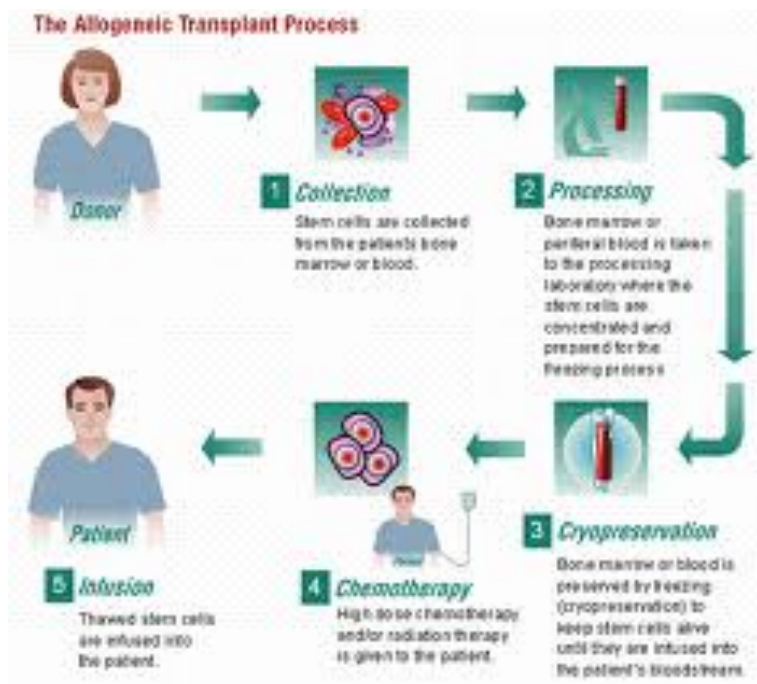 The Allogeneic Transplant Process
Donor
1 Collection
Stem cells are collected
from the patients bone
marrow or blood.
2 Processing
Bone marrow or
periferal blood is taken
to the processing
laboratory where the
stem cells are
concentrated and
prepared for the
freezing process
3 Cryopreservation
Bone marrow or blood is
preserved by freezing
(cryopreservation) to
keep stem cells alive
until they are infused into
the patient's bloodstream.
Patient
4 Chemotherapy
High dose chemotherapy
and/or radiation therapy
is given to the patient.
Patient
5 Infusion
Thawed stem cells
are infused into
the patient.